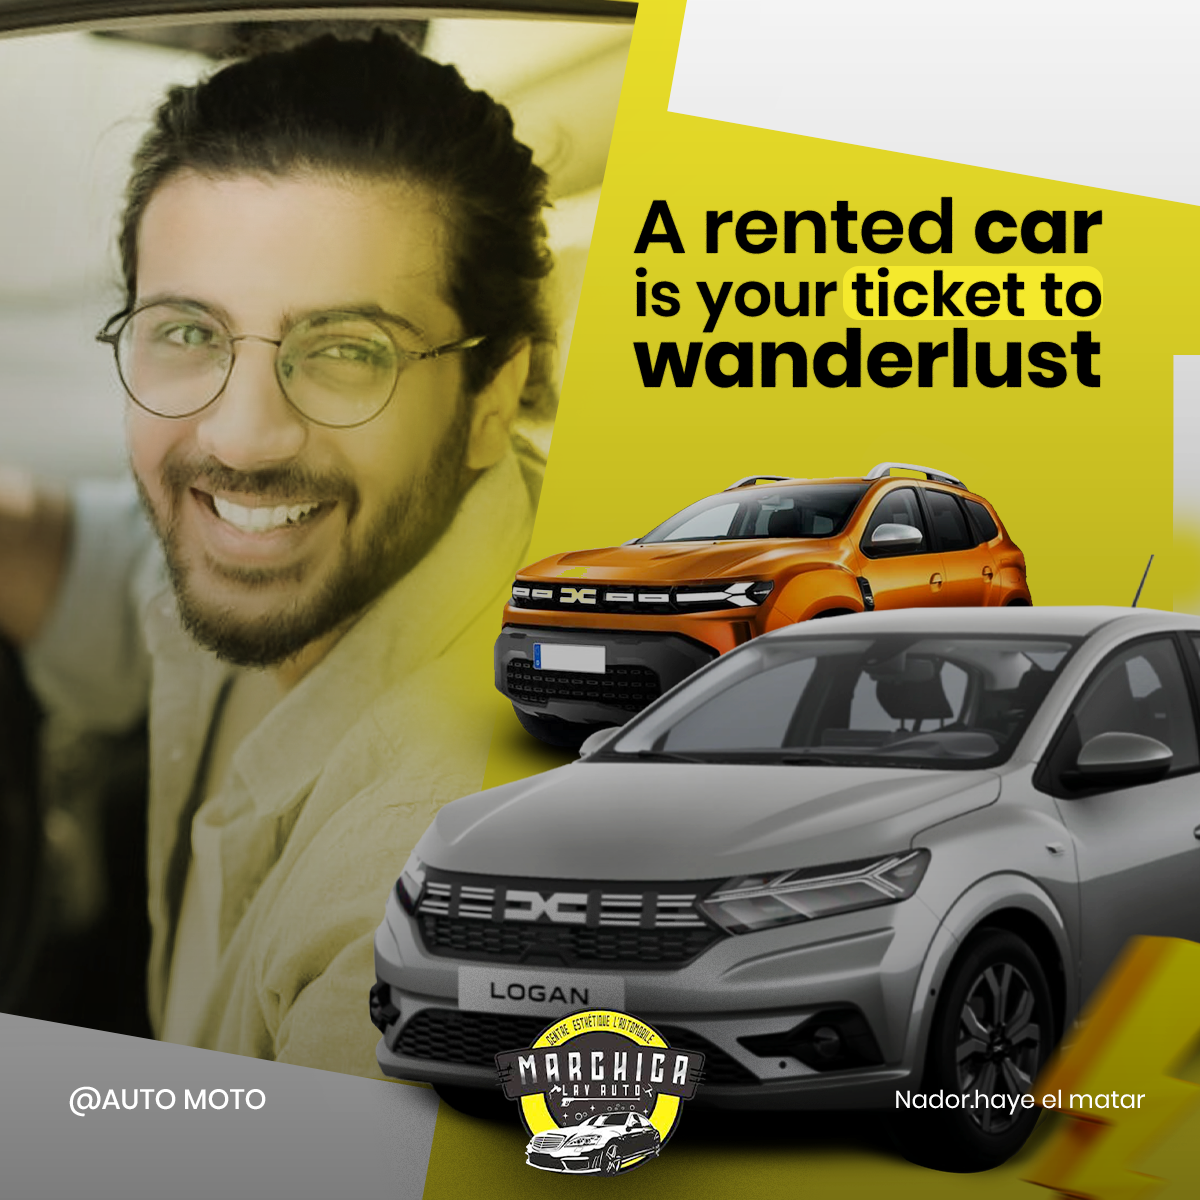 A rented car
is your ticket to
wanderlust
LOGAN
CENTRE ESTHÉTIQUE L'AUTOMOBILE
MARCHICA
LAV AUTO
@AUTO MOTO
Nador.haye el matar